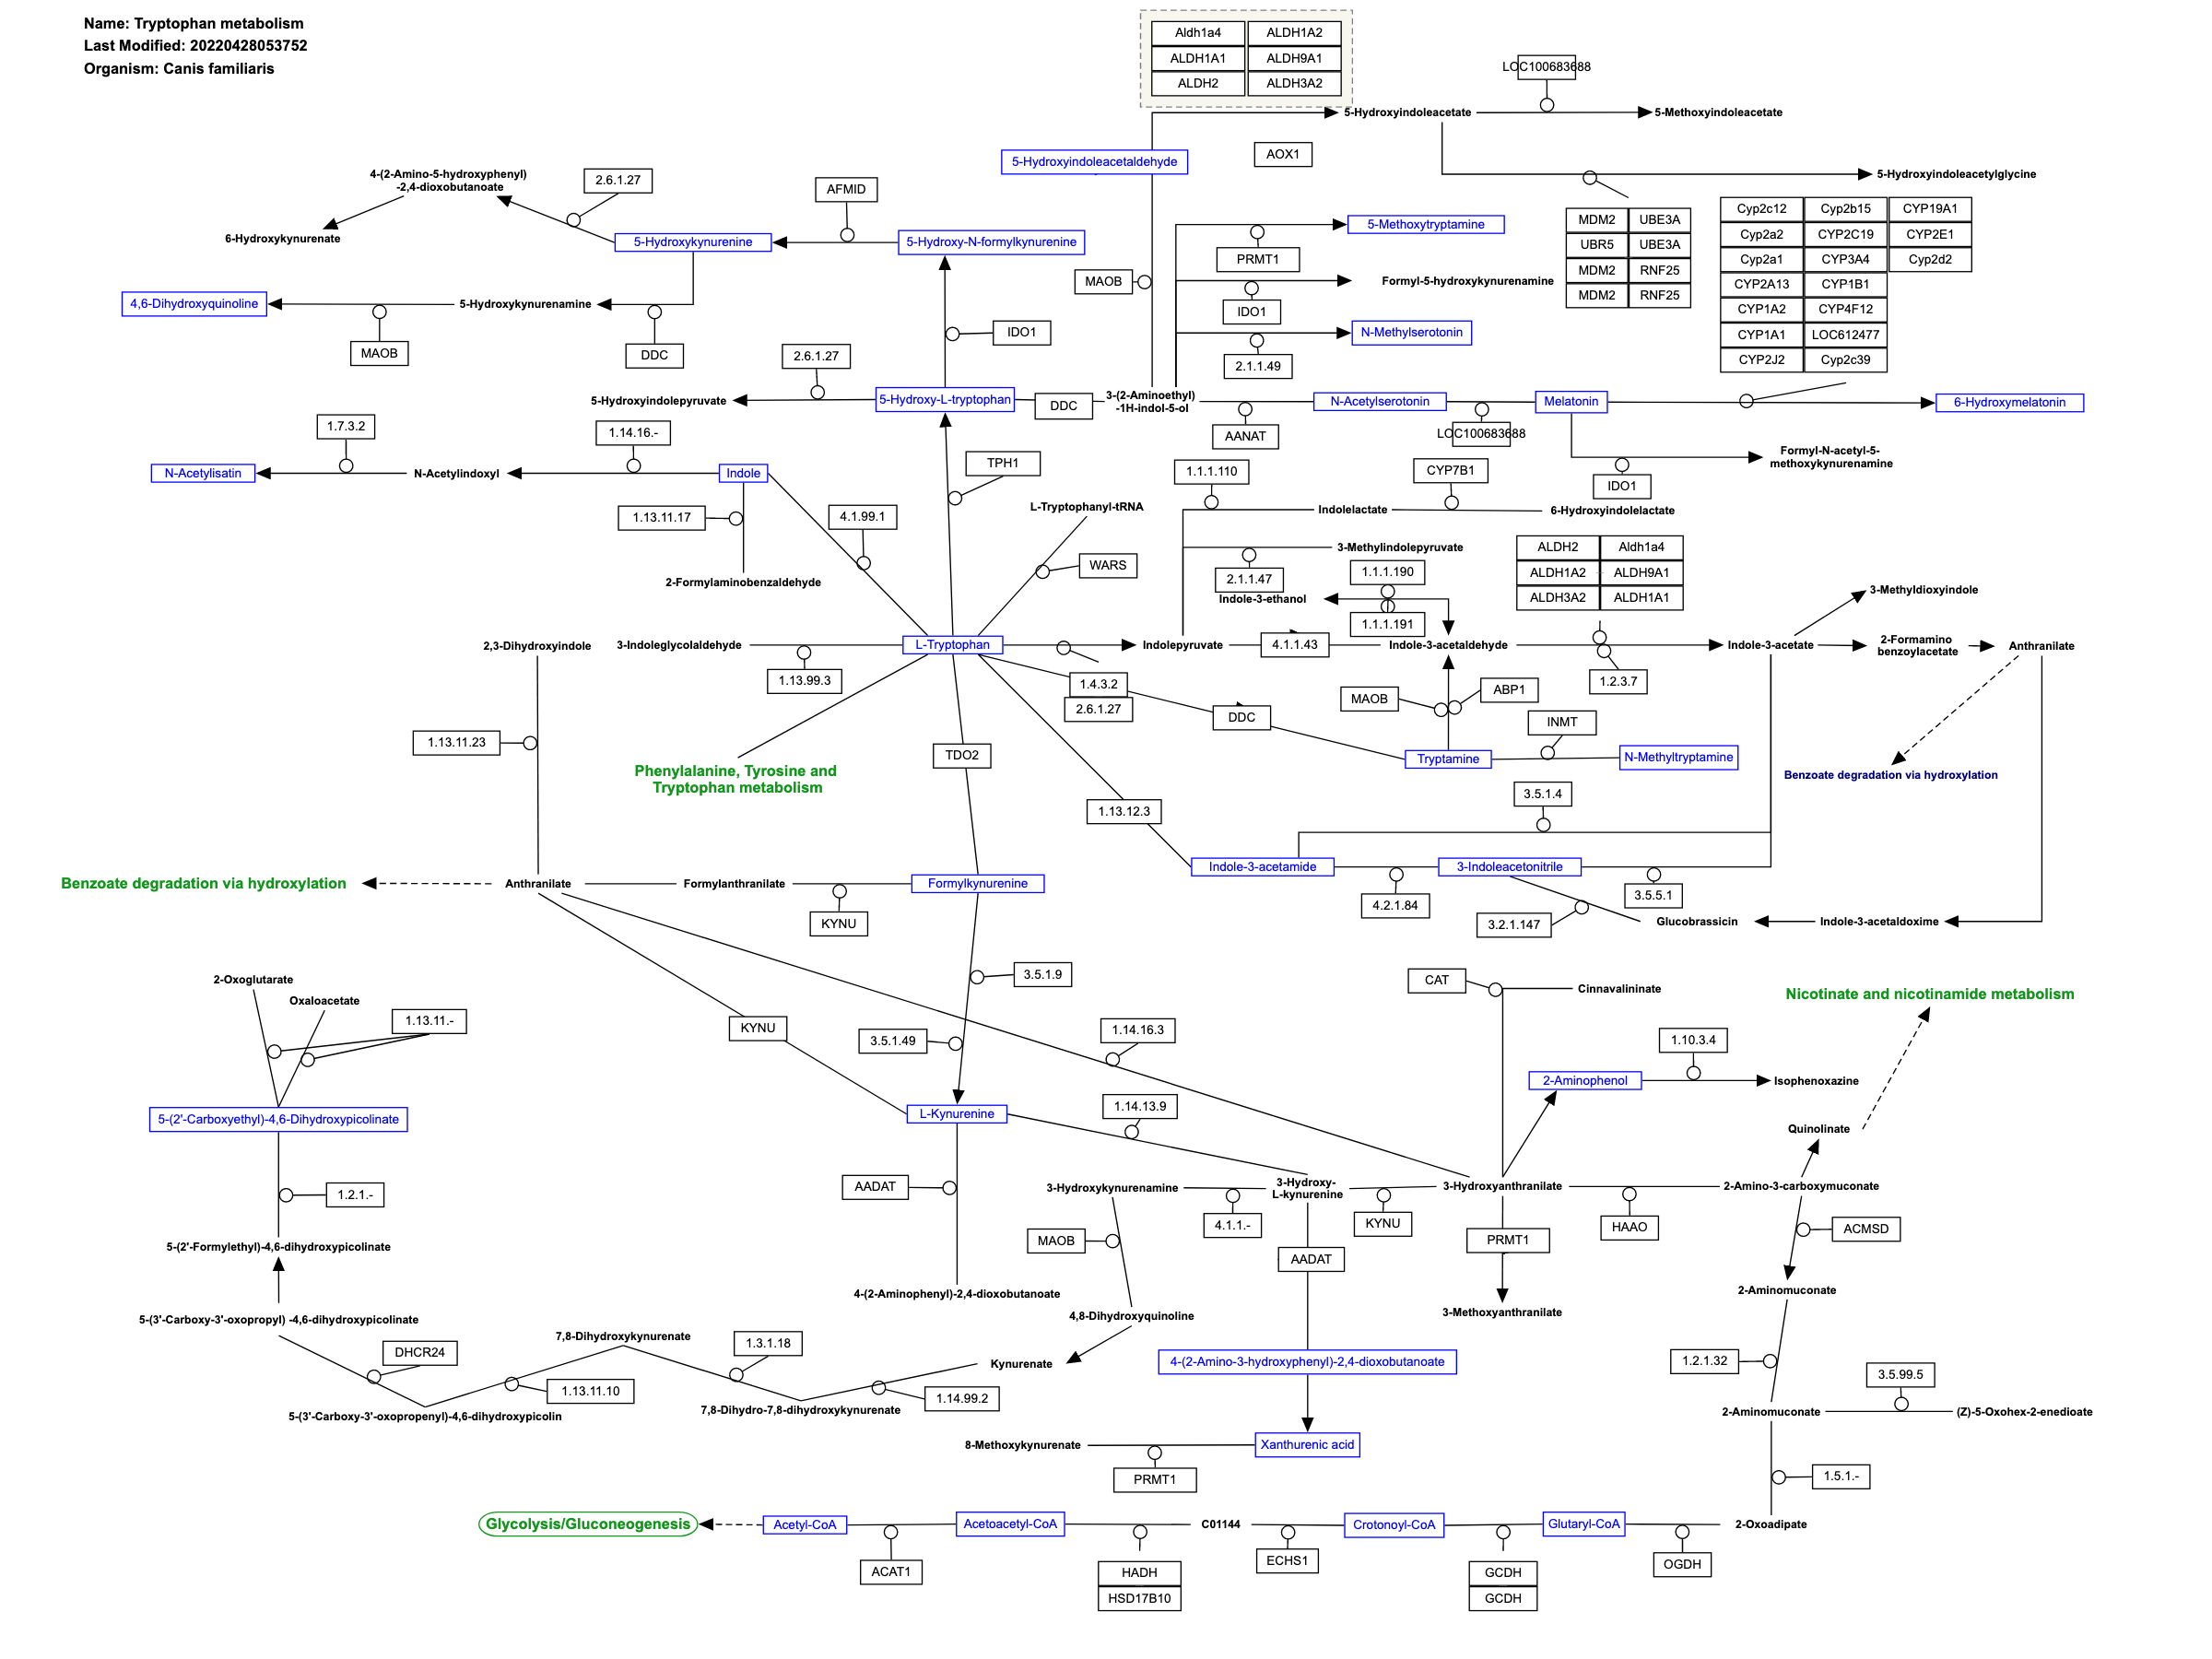 Name: Tryptophan metabolism
Last Modified: 20220428053752
Organism: Canis familiaris
Aldh1a4
ALDH1A2
ALDH1A1
ALDH9A1
ALDH2
ALDH3A2
LOC100683688
5-Hydroxyindoleacetate
5-Methoxyindoleacetate
5-Hydroxyindoleacetaldehyde
AOX1
5-Hydroxyindoleacetylglycine
4-(2-Amino-5-hydroxyphenyl)
-2,4-dioxobutanoate
2.6.1.27
AFMID
6-Hydroxykynurenate
5-Hydroxykynurenine
5-Hydroxy-N-formylkynurenine
5-Methoxytryptamine
PRMT1
MDM2
UBE3A
UBR5
UBE3A
MDM2
RNF25
MDM2
RNF25
Cyp2c12
Cyp2b15
CYP19A1
Cyp2a2
CYP2C19
CYP2E1
Cyp2a1
CYP3A4
Cyp2d2
CYP2A13
CYP1B1
CYP1A2
CYP4F12
CYP1A1
LOC612477
CYP2J2
Cyp2c39
MAOB
Formyl-5-hydroxykynurenamine
IDO1
4,6-Dihydroxyquinoline
5-Hydroxykynurenamine
MAOB
DDC
IDO1
N-Methylserotonin
2.1.1.49
2.6.1.27
5-Hydroxyindolepyruvate
5-Hydroxy-L-tryptophan
DDC
3-(2-Aminoethyl)
-1H-indol-5-ol
N-Acetylserotonin
Melatonin
6-Hydroxymelatonin
AANAT
LOC100683688
1.7.3.2
1.14.16.-
N-Acetylisatin
N-Acetylindoxyl
Indole
TPH1
1.1.1.110
CYP7B1
Formyl-N-acetyl-5-
methoxykynurenamine
IDO1
1.13.11.17
4.1.99.1
L-Tryptophanyl-tRNA
Indolelactate
6-Hydroxyindolelactate
2-Formylaminobenzaldehyde
WARS
3-Methylindolepyruvate
2.1.1.47
1.1.1.190
Indole-3-ethanol
1.1.1.191
ALDH2
Aldh1a4
ALDH1A2
ALDH9A1
ALDH3A2
ALDH1A1
3-Methyldioxyindole
2,3-Dihydroxyindole
3-Indoleglycolaldehyde
L-Tryptophan
Indolepyruvate
4.1.1.43
Indole-3-acetaldehyde
Indole-3-acetate
2-Formamino
benzoylacetate
Anthranilate
1.13.99.3
1.4.3.2
2.6.1.27
1.2.3.7
MAOB
ABP1
DDC
INMT
1.13.11.23
TDO2
Tryptamine
N-Methyltryptamine
Phenylalanine, Tyrosine and
Tryptophan metabolism
Benzoate degradation via hydroxylation
1.13.12.3
3.5.1.4
Indole-3-acetamide
3-Indoleacetonitrile
Benzoate degradation via hydroxylation
Anthranilate
Formylanthranilate
Formylkynurenine
KYNU
4.2.1.84
3.5.5.1
3.2.1.147
Glucobrassicin
Indole-3-acetaldoxime
2-Oxoglutarate
Oxaloacetate
3.5.1.9
CAT
Cinnavalininate
Nicotinate and nicotinamide metabolism
1.13.11.-
KYNU
3.5.1.49
1.14.16.3
1.10.3.4
2-Aminophenol
Isophenoxazine
5-(2'-Carboxyethyl)-4,6-Dihydroxypicolinate
L-Kynurenine
1.14.13.9
Quinolinate
1.2.1.-
AADAT
3-Hydroxykynurenamine
3-Hydroxy-
L-kynurenine
3-Hydroxyanthranilate
2-Amino-3-carboxymuconate
4.1.1.-
KYNU
HAAO
ACMSD
5-(2'-Formylethyl)-4,6-dihydroxypicolinate
MAOB
AADAT
PRMT1
4-(2-Aminophenyl)-2,4-dioxobutanoate
2-Aminomuconate
5-(3'-Carboxy-3'-oxopropyl) -4,6-dihydroxypicolinate
4,8-Dihydroxyquinoline
3-Methoxyanthranilate
DHCR24
7,8-Dihydroxykynurenate
1.3.1.18
Kynurenate
4-(2-Amino-3-hydroxyphenyl)-2,4-dioxobutanoate
1.2.1.32
3.5.99.5
1.13.11.10
1.14.99.2
5-(3'-Carboxy-3'-oxopropenyl)-4,6-dihydroxypicolin
7,8-Dihydro-7,8-dihydroxykynurenate
2-Aminomuconate
(Z)-5-Oxohex-2-enedioate
8-Methoxykynurenate
Xanthurenic acid
PRMT1
1.5.1.-
Glycolysis/Gluconeogenesis
Acetyl-CoA
Acetoacetyl-CoA
C01144
Crotonoyl-CoA
Glutaryl-CoA
2-Oxoadipate
ACAT1
HADH
HSD17B10
ECHS1
GCDH
GCDH
OGDH